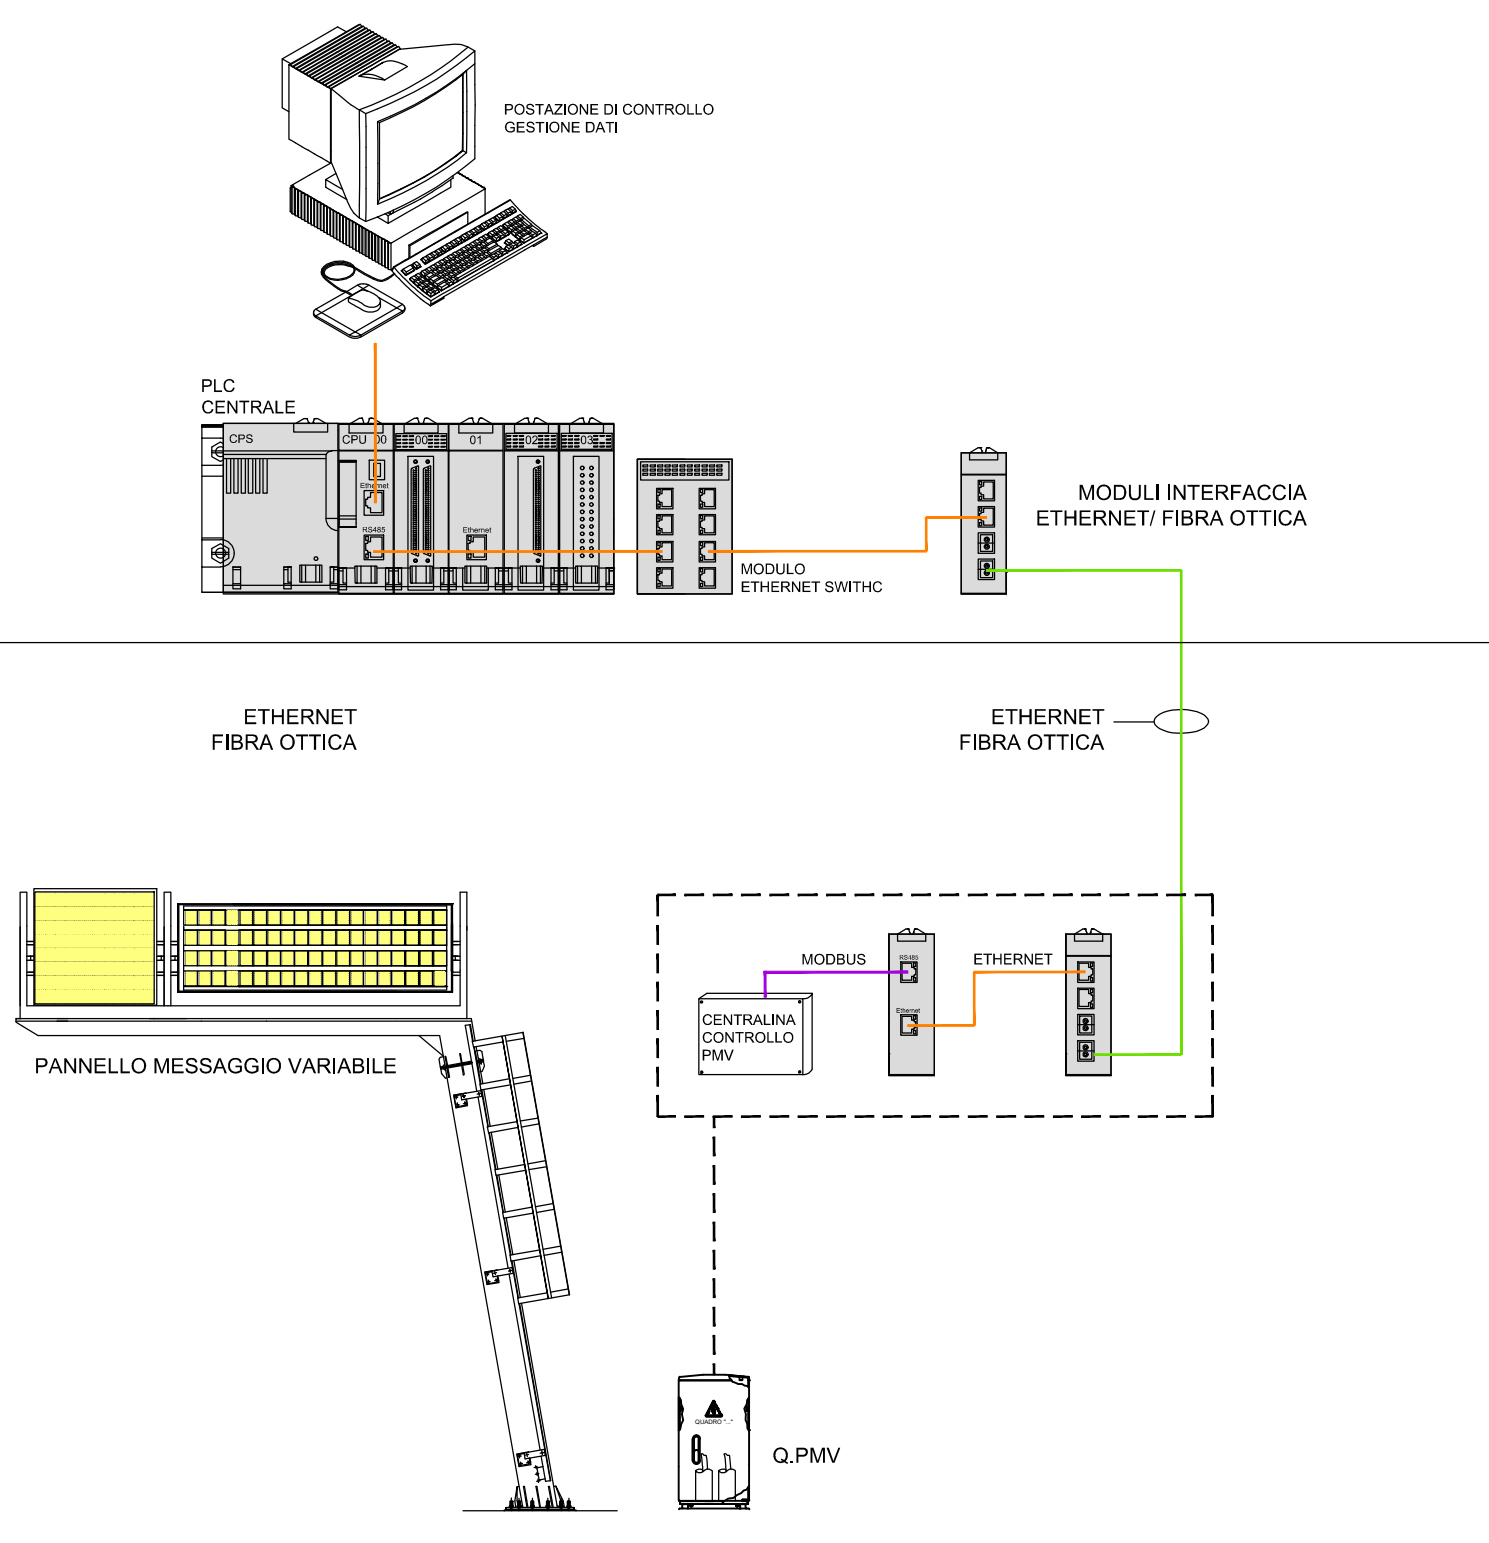 POSTAZIONE DI CONTROLLO
GESTIONE DATI
PLC
CENTRALE
CPS
CPU 00
00
01
02
03
Ethernet
RS485
Ethernet
MODULI INTERFACCIA
ETHERNET/ FIBRA OTTICA
MODULO
ETHERNET SWITHC
ETHERNET
FIBRA OTTICA
ETHERNET
FIBRA OTTICA
MODBUS
RS485
ETHERNET
Ethernet
CENTRALINA
CONTROLLO
PMV
PANNELLO MESSAGGIO VARIABILE
QUADRO "..."
Q.PMV